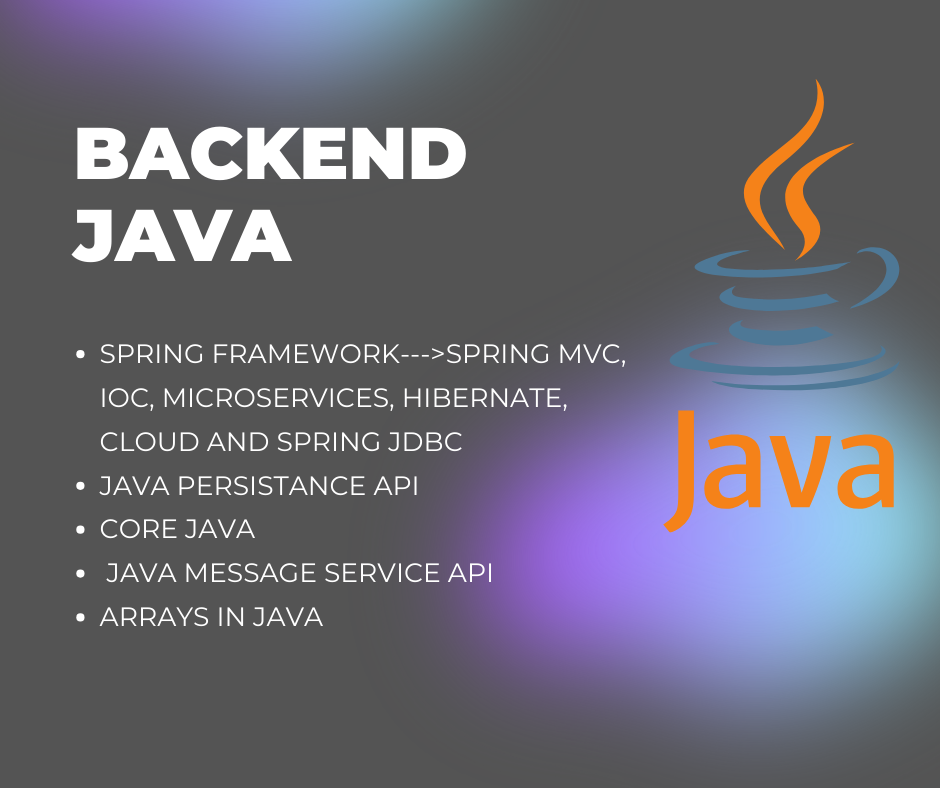 BACKEND
JAVA
SPRING FRAMEWORK--->SPRING MVC,
IOC, MICROSERVICES, HIBERNATE,
CLOUD AND SPRING JDBC
JAVA PERSISTANCE API
CORE JAVA
JAVA MESSAGE SERVICE API
ARRAYS IN JAVA
Java